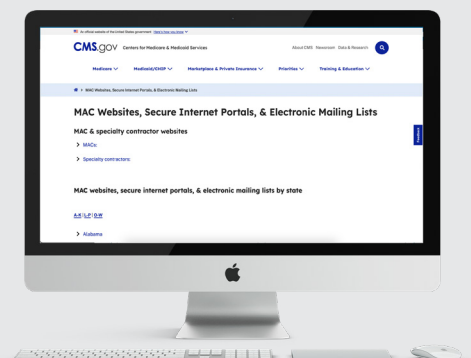 An official website of the United States government Here's how you know
CMS.gov Centers for Medicare & Medicaid Services
About CMS Newsroom Data & Research
Medicare Medicaid/CHIP Marketplace & Private Insurance Priorities Training & Education
MAC Websites, Secure Internet Portals, & Electronic Mailing Lists
MAC Websites, Secure Internet Portals, & Electronic Mailing Lists
Feedback
MAC & specialty contractor websites
MACs:
Specialty contractors:
MAC websites, secure internet portals, & electronic mailing lists by state
A-K | L-P | Q-W
Alabama